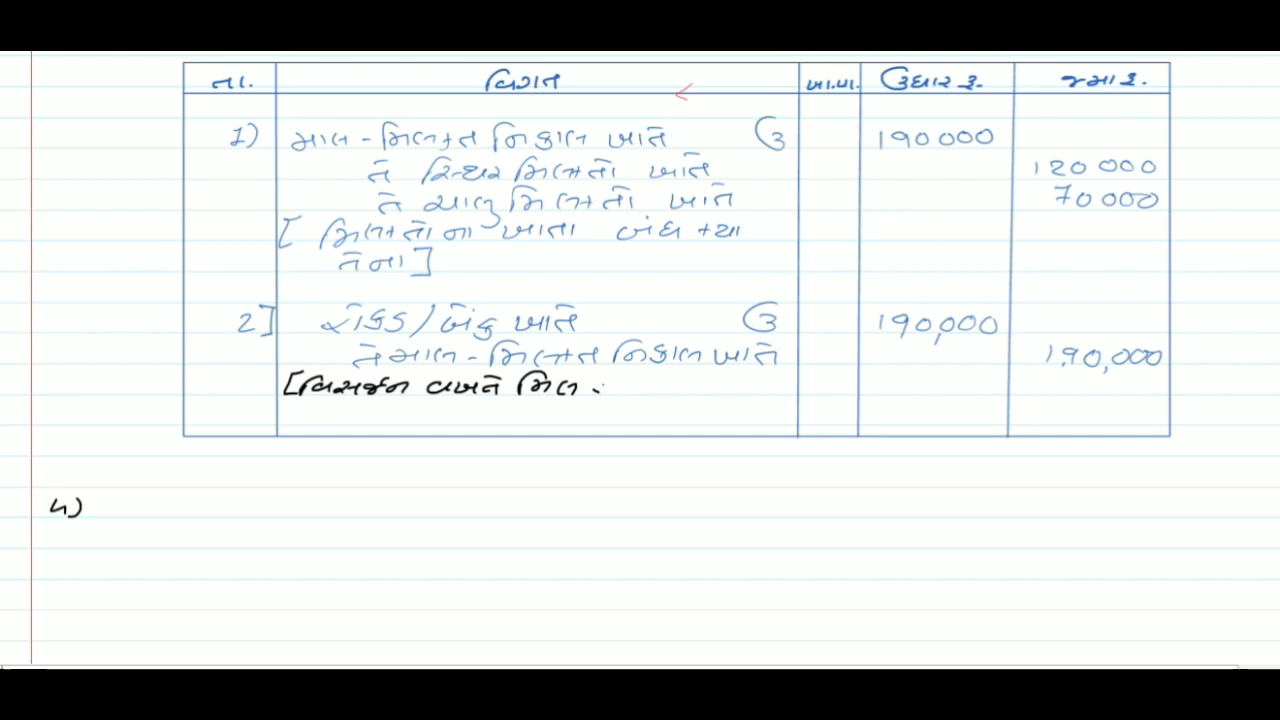 તા. વિગત ખા.પા. ઉધાર રૂ. જમા રૂ.
1) માલ-મિલકત નિકાલ ખાતે ઉ 190000
તે સ્થિર મિલકતો ખાતે 120000
તે ચાલુ મિલકતો ખાતે 70000
[ મિલકતોના ખાતા બંધ કર્યા
તેના ]
2] રોકડ / બેંક ખાતે ઉ 190,000
તે માલ-મિલકત નિકાલ ખાતે 190,000
[વિસર્જન વખતે મિલ
૫)